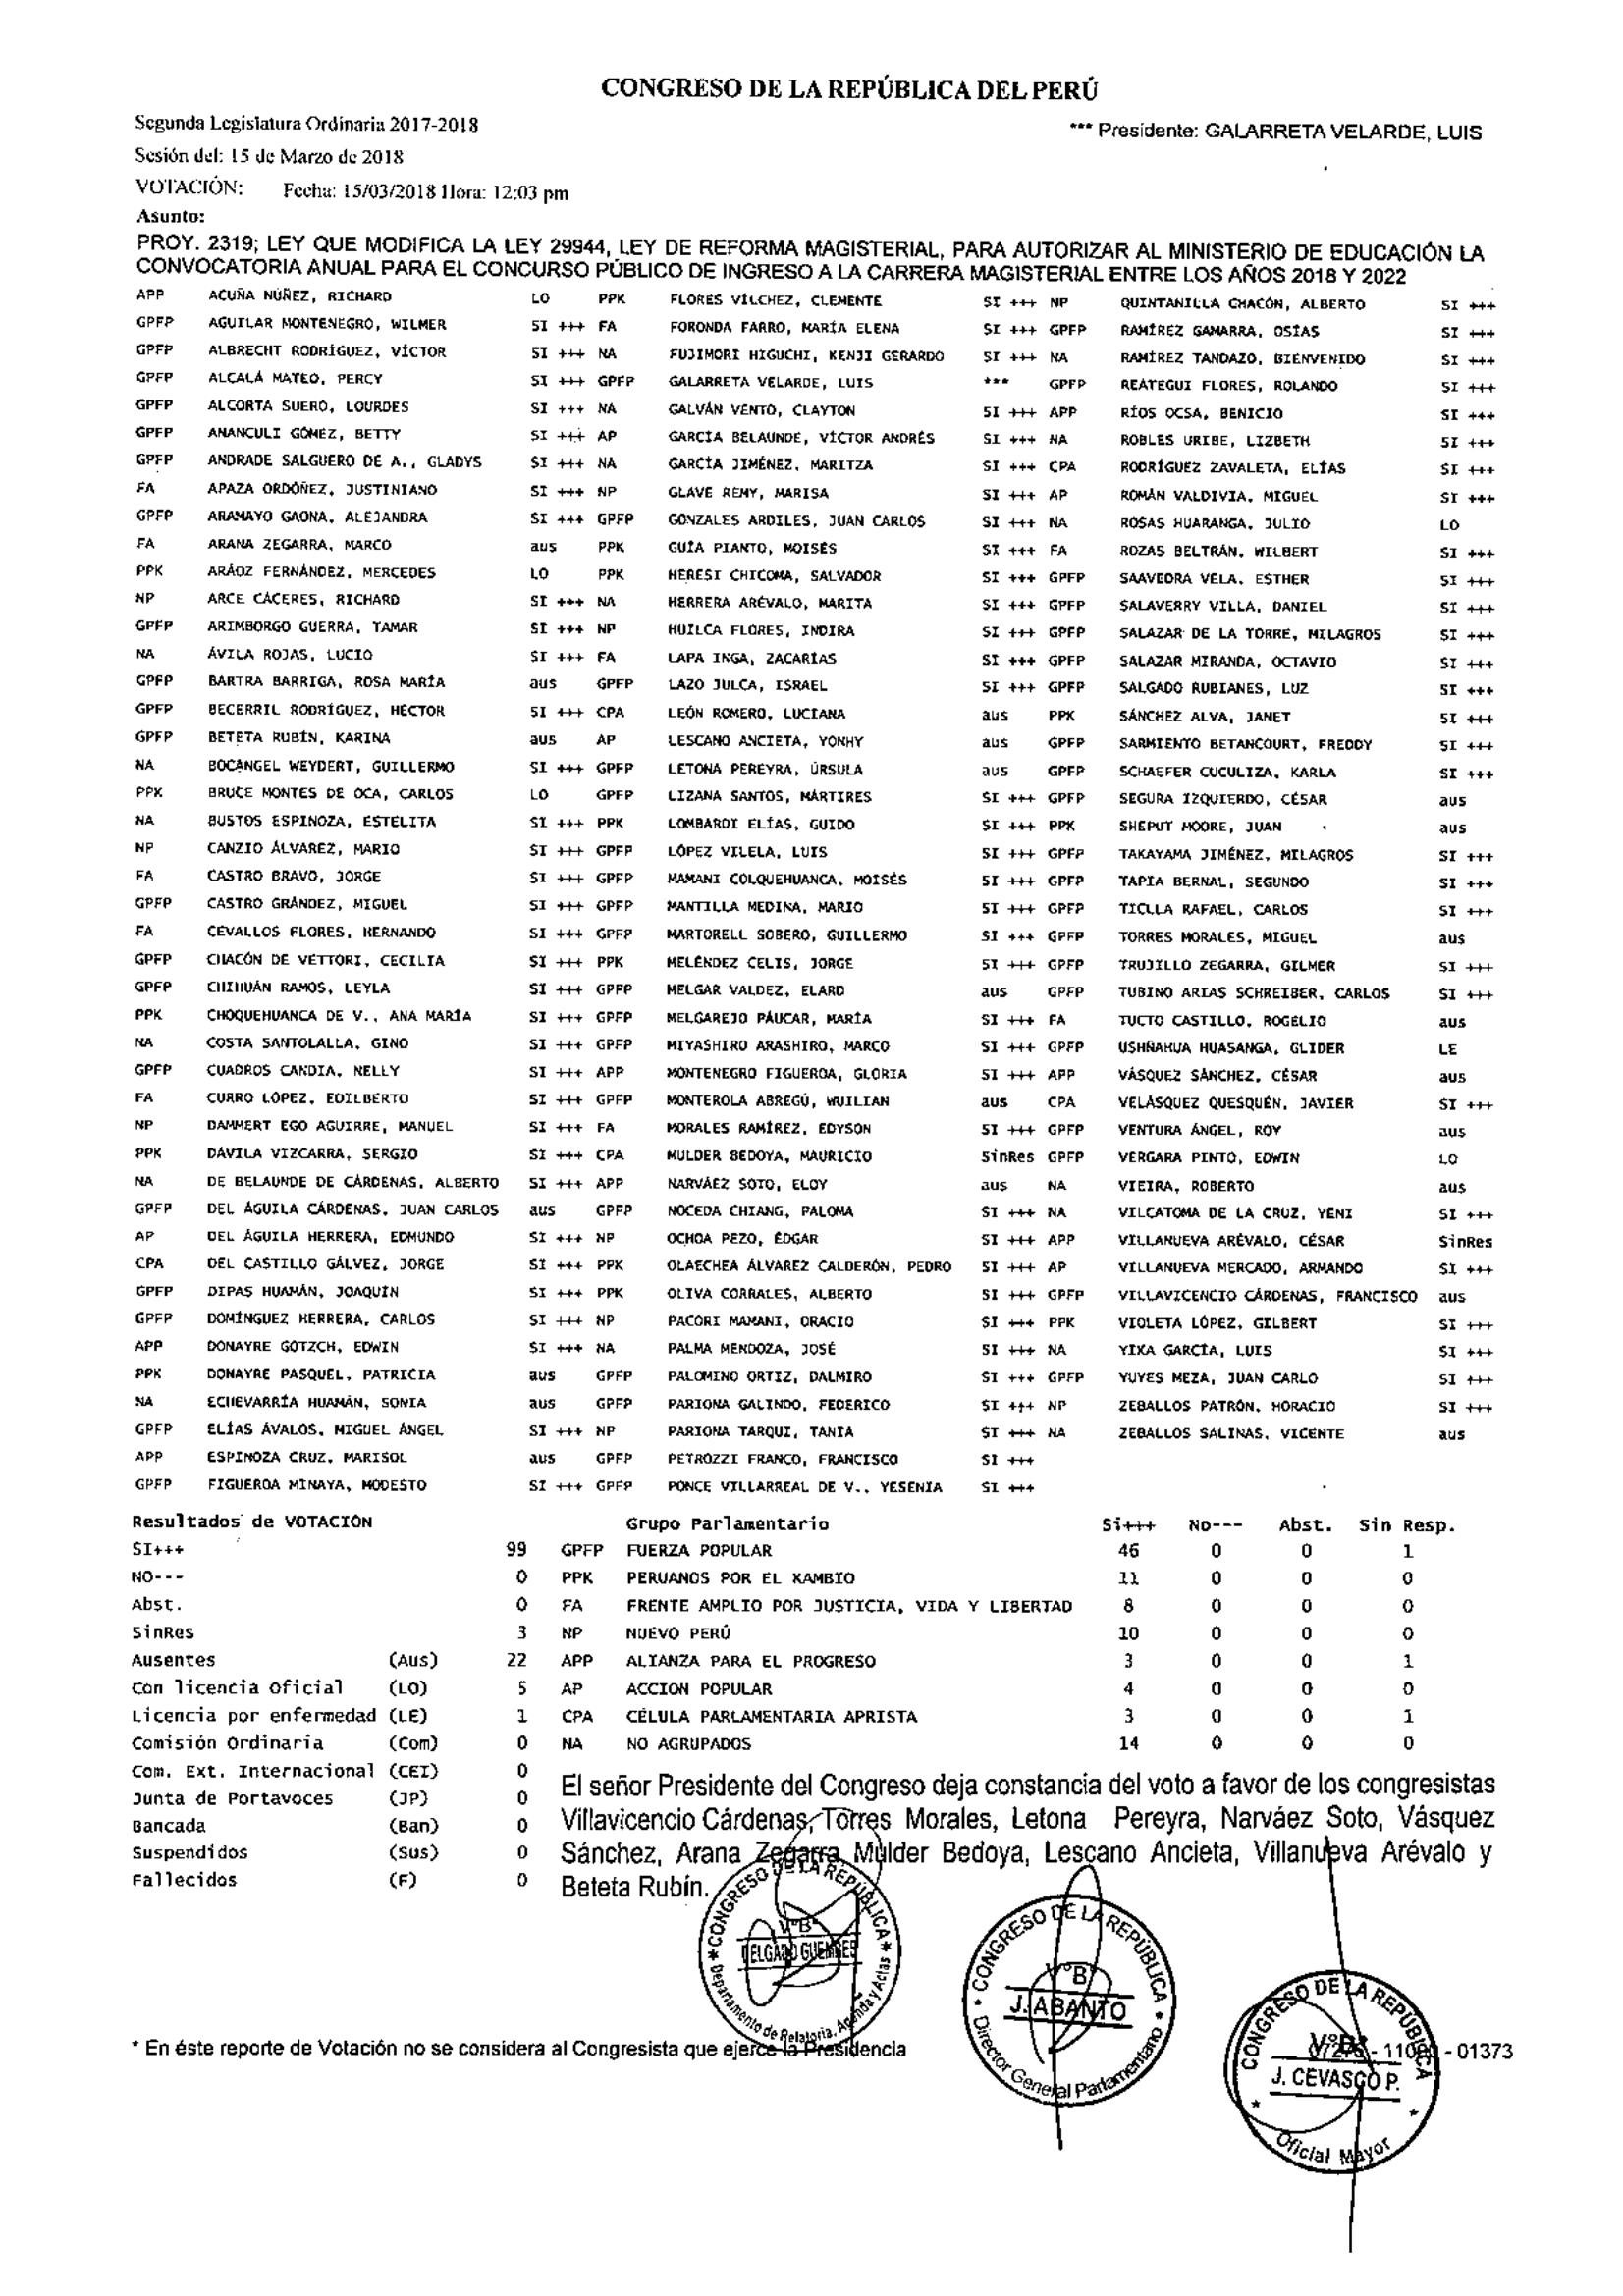 CONGRESO DE LA REPÚBLICA DEL PERÚ
Segunda Legislatura Ordinaria 2017-2018
*** Presidente: GALARRETA VELARDE, LUIS
Sesión del: 15 de Marzo de 2018
VOTACIÓN: Fecha: 15/03/2018 Hora: 12:03 pm
Asunto:
PROY. 2319; LEY QUE MODIFICA LA LEY 29944, LEY DE REFORMA MAGISTERIAL, PARA AUTORIZAR AL MINISTERIO DE EDUCACIÓN LA
CONVOCATORIA ANUAL PARA EL CONCURSO PÚBLICO DE INGRESO A LA CARRERA MAGISTERIAL ENTRE LOS AÑOS 2018 Y 2022
APP ACUÑA NÚÑEZ, RICHARD LO PPK FLORES VÍLCHEZ, CLEMENTE SI +++ NP QUINTANILLA CHACÓN, ALBERTO SI +++
GPFP AGUILAR MONTENEGRO, WILMER SI +++ FA FORONDA FARRO, MARÍA ELENA SI +++ GPFP RAMÍREZ GAMARRA, OSÍAS SI +++
GPFP ALBRECHT RODRÍGUEZ, VÍCTOR SI +++ NA FUJIMORI HIGUCHI, KENJI GERARDO SI +++ NA RAMÍREZ TANDAZO, BIENVENIDO SI +++
GPFP ALCALÁ MATEO, PERCY SI +++ GPFP GALARRETA VELARDE, LUIS *** GPFP REÁTEGUI FLORES, ROLANDO SI +++
GPFP ALCORTA SUERO, LOURDES SI +++ NA GALVÁN VENTO, CLAYTON SI +++ APP RÍOS OCSA, BENICIO SI +++
GPFP ANANCULI GÓMEZ, BETTY SI +++ AP GARCÍA BELAUNDE, VÍCTOR ANDRÉS SI +++ NA ROBLES URIBE, LIZBETH SI +++
GPFP ANDRADE SALGUERO DE A., GLADYS SI +++ NA GARCÍA JIMÉNEZ, MARITZA SI +++ CPA RODRÍGUEZ ZAVALETA, ELÍAS SI +++
FA APAZA ORDÓÑEZ, JUSTINIANO SI +++ NP GLAVE REMY, MARISA SI +++ AP ROMÁN VALDIVIA, MIGUEL SI +++
GPFP ARAMAYO GAONA, ALEJANDRA SI +++ GPFP GONZALES ARDILES, JUAN CARLOS SI +++ NA ROSAS HUARANGA, JULIO LO
FA ARANA ZEGARRA, MARCO aus PPK GUÍA PIANTO, MOISÉS SI +++ FA ROZAS BELTRÁN, WILBERT SI +++
PPK ARÁOZ FERNÁNDEZ, MERCEDES LO PPK HERESI CHICOMA, SALVADOR SI +++ GPFP SAAVEDRA VELA, ESTHER SI +++
NP ARCE CÁCERES, RICHARD SI +++ NA HERRERA ARÉVALO, MARITA SI +++ GPFP SALAVERRY VILLA, DANIEL SI +++
GPFP ARIMBORGO GUERRA, TAMAR SI +++ NP HUILCA FLORES, INDIRA SI +++ GPFP SALAZAR DE LA TORRE, MILAGROS SI +++
NA ÁVILA ROJAS, LUCIO SI +++ FA LAPA INGA, ZACARÍAS SI +++ GPFP SALAZAR MIRANDA, OCTAVIO SI +++
GPFP BARTRA BARRIGA, ROSA MARÍA aus GPFP LAZO JULCA, ISRAEL SI +++ GPFP SALGADO RUBIANES, LUZ SI +++
GPFP BECERRIL RODRÍGUEZ, HÉCTOR SI +++ CPA LEÓN ROMERO, LUCIANA aus PPK SÁNCHEZ ALVA, JANET SI +++
GPFP BETETA RUBÍN, KARINA aus AP LESCANO ANCIETA, YONHY aus GPFP SARMIENTO BETANCOURT, FREDDY SI +++
NA BOCANGEL WEYDERT, GUILLERMO SI +++ GPFP LETONA PEREYRA, ÚRSULA aus GPFP SCHAEFER CUCULIZA, KARLA SI +++
PPK BRUCE MONTES DE OCA, CARLOS LO GPFP LIZANA SANTOS, MÁRTIRES SI +++ GPFP SEGURA IZQUIERDO, CÉSAR aus
NA BUSTOS ESPINOZA, ESTELITA SI +++ PPK LOMBARDI ELÍAS, GUIDO SI +++ PPK SHEPUT MOORE, JUAN aus
NP CANZIO ÁLVAREZ, MARIO SI +++ GPFP LÓPEZ VILELA, LUIS SI +++ GPFP TAKAYAMA JIMÉNEZ, MILAGROS SI +++
FA CASTRO BRAVO, JORGE SI +++ GPFP MAMANI COLQUEHUANCA, MOISÉS SI +++ GPFP TAPIA BERNAL, SEGUNDO SI +++
GPFP CASTRO GRÁNDEZ, MIGUEL SI +++ GPFP MANTILLA MEDINA, MARIO SI +++ GPFP TICLLA RAFAEL, CARLOS SI +++
FA CEVALLOS FLORES, HERNANDO SI +++ GPFP MARTORELL SOBERO, GUILLERMO SI +++ GPFP TORRES MORALES, MIGUEL aus
GPFP CHACÓN DE VETTORI, CECILIA SI +++ PPK MELÉNDEZ CELIS, JORGE SI +++ GPFP TRUJILLO ZEGARRA, GILMER SI +++
GPFP CHIHUÁN RAMOS, LEYLA SI +++ GPFP MELGAR VALDEZ, ELARD aus GPFP TUBINO ARIAS SCHREIBER, CARLOS SI +++
PPK CHOQUEHUANCA DE V., ANA MARÍA SI +++ GPFP MELGAREJO PÁUCAR, MARÍA SI +++ FA TUCTO CASTILLO, ROGELIO aus
NA COSTA SANTOLALLA, GINO SI +++ GPFP MIYASHIRO ARASHIRO, MARCO SI +++ GPFP USHÑAHUA HUASANGA, GLIDER LE
GPFP CUADROS CANDIA, NELLY SI +++ APP MONTENEGRO FIGUEROA, GLORIA SI +++ APP VÁSQUEZ SÁNCHEZ, CÉSAR aus
FA CURRO LÓPEZ, EDILBERTO SI +++ GPFP MONTEROLA ABREGÚ, WUILIAN aus CPA VELÁSQUEZ QUESQUÉN, JAVIER SI +++
NP DAMMERT EGO AGUIRRE, MANUEL SI +++ FA MORALES RAMÍREZ, EDYSON SI +++ GPFP VENTURA ÁNGEL, ROY aus
PPK DÁVILA VIZCARRA, SERGIO SI +++ CPA MULDER BEDOYA, MAURICIO SinRes GPFP VERGARA PINTO, EDWIN LO
NA DE BELAUNDE DE CÁRDENAS, ALBERTO SI +++ APP NARVÁEZ SOTO, ELOY aus NA VIEIRA, ROBERTO aus
GPFP DEL ÁGUILA CÁRDENAS, JUAN CARLOS aus GPFP NOCEDA CHIANG, PALOMA SI +++ NA VILCATOMA DE LA CRUZ, YENI SI +++
AP DEL ÁGUILA HERRERA, EDMUNDO SI +++ NP OCHOA PEZO, ÉDGAR SI +++ APP VILLANUEVA ARÉVALO, CÉSAR SinRes
CPA DEL CASTILLO GÁLVEZ, JORGE SI +++ PPK OLAECHEA ÁLVAREZ CALDERÓN, PEDRO SI +++ AP VILLANUEVA MERCADO, ARMANDO SI +++
GPFP DIPAS HUAMÁN, JOAQUÍN SI +++ PPK OLIVA CORRALES, ALBERTO SI +++ GPFP VILLAVICENCIO CÁRDENAS, FRANCISCO aus
GPFP DOMÍNGUEZ HERRERA, CARLOS SI +++ NP PACORI MAMANI, ORACIO SI +++ PPK VIOLETA LÓPEZ, GILBERT SI +++
APP DONAYRE GOTZCH, EDWIN SI +++ NA PALMA MENDOZA, JOSÉ SI +++ NA YIKA GARCÍA, LUIS SI +++
PPK DONAYRE PASQUEL, PATRICIA aus GPFP PALOMINO ORTIZ, DALMIRO SI +++ GPFP YUYES MEZA, JUAN CARLO SI +++
NA ECHEVARRÍA HUAMÁN, SONIA aus GPFP PARIONA GALINDO, FEDERICO SI +++ NP ZEBALLOS PATRÓN, HORACIO SI +++
GPFP ELÍAS ÁVALOS, MIGUEL ÁNGEL SI +++ NP PARIONA TARQUI, TANIA SI +++ NA ZEBALLOS SALINAS, VICENTE aus
APP ESPINOZA CRUZ, MARISOL aus GPFP PETROZZI FRANCO, FRANCISCO SI +++
GPFP FIGUEROA MINAYA, MODESTO SI +++ GPFP PONCE VILLARREAL DE V., YESENIA SI +++
Resultados de VOTACIÓN Grupo Parlamentario Si+++ No--- Abst. Sin Resp.
SI+++ 99 GPFP FUERZA POPULAR 46 0 0 1
NO--- 0 PPK PERUANOS POR EL KAMBIO 11 0 0 0
Abst. 0 FA FRENTE AMPLIO POR JUSTICIA, VIDA Y LIBERTAD 8 0 0 0
SinRes 3 NP NUEVO PERÚ 10 0 0 0
Ausentes (Aus) 22 APP ALIANZA PARA EL PROGRESO 3 0 0 1
Con licencia Oficial (LO) 5 AP ACCION POPULAR 4 0 0 0
Licencia por enfermedad (LE) 1 CPA CÉLULA PARLAMENTARIA APRISTA 3 0 0 1
Comisión Ordinaria (Com) 0 NA NO AGRUPADOS 14 0 0 0
Com. Ext. Internacional (CEI) 0
Junta de Portavoces (JP) 0
Bancada (Ban) 0
Suspendidos (Sus) 0
Fallecidos (F) 0
El señor Presidente del Congreso deja constancia del voto a favor de los congresistas
Villavicencio Cárdenas, Torres Morales, Letona Pereyra, Narváez Soto, Vásquez
Sánchez, Arana Zegarra, Mulder Bedoya, Lescano Ancieta, Villanueva Arévalo y
Beteta Rubín.
* CONGRESO DE LA REPÚBLICA *
V°B°
Departamento de Relatoría, Agenda y Actas
CONGRESO DE LA REPÚBLICA
V°B°
J. ABANTO
Director General Parlamentario
CONGRESO DE LA REPÚBLICA
V°B°
J. CEVASCO P.
Oficial Mayor
* En éste reporte de Votación no se considera al Congresista que ejerce la Presidencia
- 01373